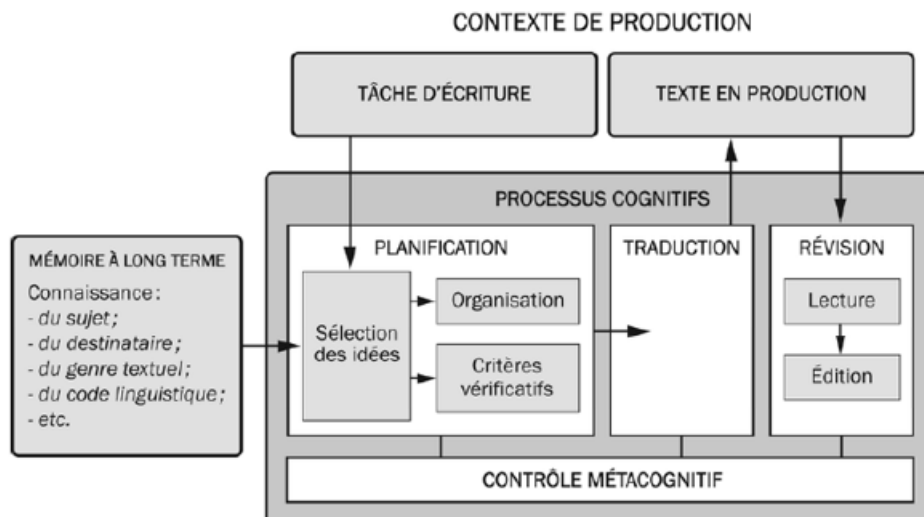 CONTEXTE DE PRODUCTION
TÂCHE D'ÉCRITURE
TEXTE EN PRODUCTION
PROCESSUS COGNITIFS
MÉMOIRE À LONG TERME
Connaissance :
- du sujet ;
- du destinataire ;
- du genre textuel ;
- du code linguistique ;
- etc.
PLANIFICATION
Sélection
des idées
Organisation
Critères
vérificatifs
TRADUCTION
RÉVISION
Lecture
Édition
CONTRÔLE MÉTACOGNITIF